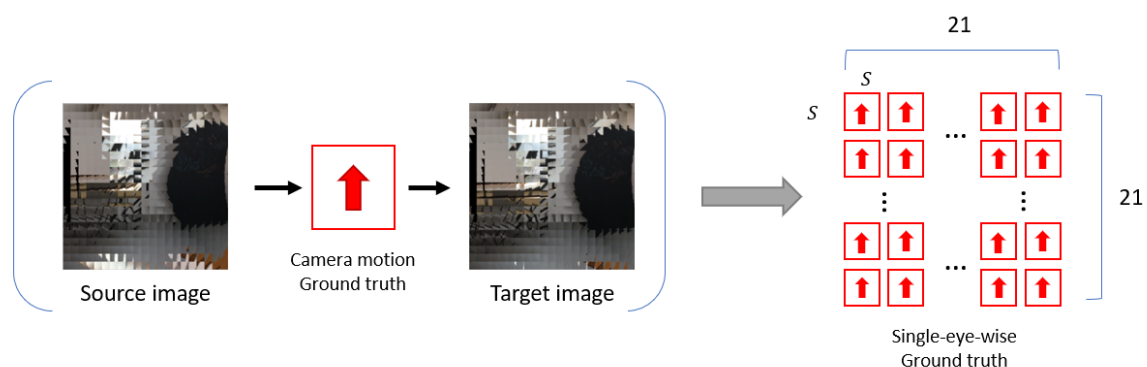 21
S
S
21
Source image
Camera motion
Ground truth
Target image
Single-eye-wise
Ground truth